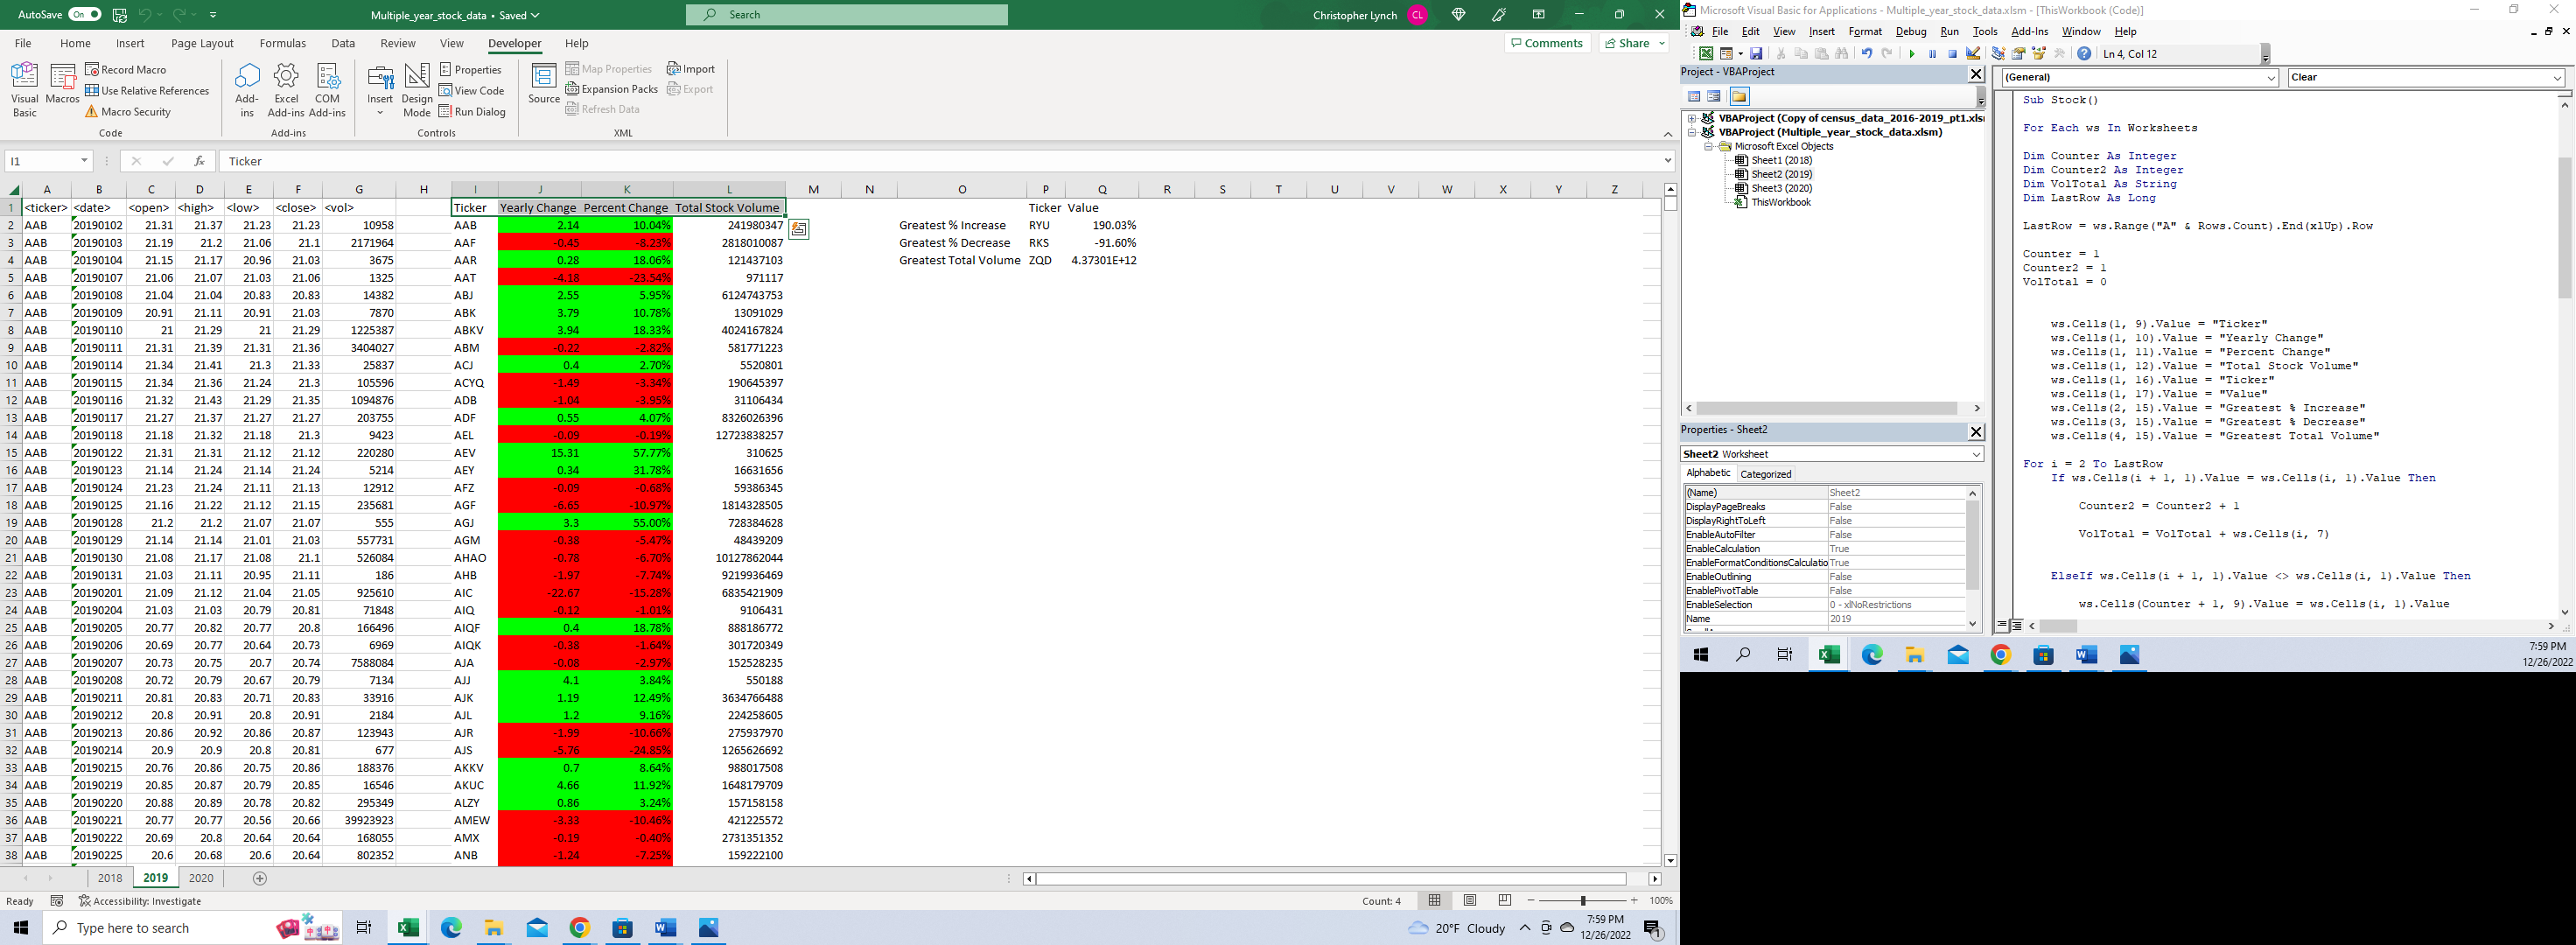 AutoSave On Multiple_year_stock_data • Saved Search Christopher Lynch CL
File Home Insert Page Layout Formulas Data Review View Developer Help Comments Share
Visual Basic
Macros
Record Macro
Use Relative References
Macro Security
Code
Add-ins
Excel Add-ins
COM Add-ins
Add-ins
Insert
Design Mode
Properties
View Code
Run Dialog
Controls
Source
Map Properties
Expansion Packs
Refresh Data
Import
Export
XML
I1 fx Ticker
A B C D E F G H I J K L M N O P Q R S T U V W X Y Z
1 <ticker> <date> <open> <high> <low> <close> <vol> Ticker Yearly Change Percent Change Total Stock Volume Ticker Value
2 AAB 20190102 21.31 21.37 21.23 21.23 10958 AAB 2.14 10.04% 241980347 Greatest % Increase RYU 190.03%
3 AAB 20190103 21.19 21.2 21.06 21.1 2171964 AAF -0.45 -8.23% 2818010087 Greatest % Decrease RKS -91.60%
4 AAB 20190104 21.15 21.17 20.96 21.03 3675 AAR 0.28 18.06% 121437103 Greatest Total Volume ZQD 4.37301E+12
5 AAB 20190107 21.06 21.07 21.03 21.06 1325 AAT -4.18 -23.54% 971117
6 AAB 20190108 21.04 21.04 20.83 20.83 14382 ABJ 2.55 5.95% 6124743753
7 AAB 20190109 20.91 21.11 20.91 21.03 7870 ABK 3.79 10.78% 13091029
8 AAB 20190110 21 21.29 21 21.29 1225387 ABKV 3.94 18.33% 4024167824
9 AAB 20190111 21.31 21.39 21.31 21.36 3404027 ABM -0.22 -2.82% 581771223
10 AAB 20190114 21.34 21.41 21.3 21.33 25837 ACJ 0.4 2.70% 5520801
11 AAB 20190115 21.34 21.36 21.24 21.3 105596 ACYQ -1.49 -3.34% 190645397
12 AAB 20190116 21.32 21.43 21.29 21.35 1094876 ADB -1.04 -3.95% 31106434
13 AAB 20190117 21.27 21.37 21.27 21.27 203755 ADF 0.55 4.07% 8326026396
14 AAB 20190118 21.18 21.32 21.18 21.3 9423 AEL -0.09 -0.19% 12723838257
15 AAB 20190122 21.31 21.31 21.12 21.12 220280 AEV 15.31 57.77% 310625
16 AAB 20190123 21.14 21.24 21.14 21.24 5214 AEY 0.34 31.78% 16631656
17 AAB 20190124 21.23 21.24 21.11 21.13 12912 AFZ -0.09 -0.68% 59386345
18 AAB 20190125 21.16 21.22 21.12 21.15 235681 AGF -6.65 -10.97% 1814328505
19 AAB 20190128 21.2 21.2 21.07 21.07 555 AGJ 3.3 55.00% 728384628
20 AAB 20190129 21.14 21.14 21.01 21.03 557731 AGM -0.38 -5.47% 48439209
21 AAB 20190130 21.08 21.17 21.08 21.1 526084 AHAO -0.78 -6.70% 10127862044
22 AAB 20190131 21.03 21.11 20.95 21.11 186 AHB -1.97 -7.74% 9219936469
23 AAB 20190201 21.09 21.12 21.04 21.05 925610 AIC -22.67 -15.28% 6835421909
24 AAB 20190204 21.03 21.03 20.79 20.81 71848 AIQ -0.12 -1.01% 9106431
25 AAB 20190205 20.77 20.82 20.77 20.8 166496 AIQF 0.4 18.78% 888186772
26 AAB 20190206 20.69 20.77 20.64 20.73 6969 AIQK -0.38 -1.64% 301720349
27 AAB 20190207 20.73 20.75 20.7 20.74 7588084 AJA -0.08 -2.97% 152528235
28 AAB 20190208 20.72 20.79 20.67 20.79 7134 AJJ 4.1 3.84% 550188
29 AAB 20190211 20.81 20.83 20.71 20.83 33916 AJK 1.19 12.49% 3634766488
30 AAB 20190212 20.8 20.91 20.8 20.91 2184 AJL 1.2 9.16% 224258605
31 AAB 20190213 20.86 20.92 20.86 20.87 123943 AJR -1.99 -10.66% 275937970
32 AAB 20190214 20.9 20.9 20.8 20.81 677 AJS -5.76 -24.85% 1265626692
33 AAB 20190215 20.76 20.86 20.75 20.86 188376 AKKV 0.7 8.64% 988017508
34 AAB 20190219 20.85 20.87 20.79 20.85 16546 AKUC 4.66 11.92% 1648179709
35 AAB 20190220 20.88 20.89 20.78 20.82 295349 ALZY 0.86 3.24% 157158158
36 AAB 20190221 20.77 20.77 20.56 20.66 39923923 AMEW -3.33 -10.46% 421225572
37 AAB 20190222 20.69 20.8 20.64 20.64 168055 AMX -0.19 -0.40% 2731351352
38 AAB 20190225 20.6 20.68 20.6 20.64 802352 ANB -1.24 -7.25% 159222100
2018 2019 2020
Ready Accessibility: Investigate Count: 4 100%
Type here to search 20°F Cloudy 7:59 PM 12/26/2022 1
Microsoft Visual Basic for Applications - Multiple_year_stock_data.xlsm - [ThisWorkbook (Code)]
File Edit View Insert Format Debug Run Tools Add-Ins Window Help
Ln 4, Col 12
Project - VBAProject
VBAProject (Copy of census_data_2016-2019_pt1.xls
VBAProject (Multiple_year_stock_data.xlsm)
Microsoft Excel Objects
Sheet1 (2018)
Sheet2 (2019)
Sheet3 (2020)
ThisWorkbook
Properties - Sheet2
Sheet2 Worksheet
Alphabetic Categorized
(Name) Sheet2
DisplayPageBreaks False
DisplayRightToLeft False
EnableAutoFilter False
EnableCalculation True
EnableFormatConditionsCalculatio True
EnableOutlining False
EnablePivotTable False
EnableSelection 0 - xlNoRestrictions
Name 2019
(General) Clear
Sub Stock()
For Each ws In Worksheets
Dim Counter As Integer
Dim Counter2 As Integer
Dim VolTotal As String
Dim LastRow As Long
LastRow = ws.Range("A" & Rows.Count).End(xlUp).Row
Counter = 1
Counter2 = 1
VolTotal = 0
ws.Cells(1, 9).Value = "Ticker"
ws.Cells(1, 10).Value = "Yearly Change"
ws.Cells(1, 11).Value = "Percent Change"
ws.Cells(1, 12).Value = "Total Stock Volume"
ws.Cells(1, 16).Value = "Ticker"
ws.Cells(1, 17).Value = "Value"
ws.Cells(2, 15).Value = "Greatest % Increase"
ws.Cells(3, 15).Value = "Greatest % Decrease"
ws.Cells(4, 15).Value = "Greatest Total Volume"
For i = 2 To LastRow
If ws.Cells(i + 1, 1).Value = ws.Cells(i, 1).Value Then
Counter2 = Counter2 + 1
VolTotal = VolTotal + ws.Cells(i, 7)
ElseIf ws.Cells(i + 1, 1).Value <> ws.Cells(i, 1).Value Then
ws.Cells(Counter + 1, 9).Value = ws.Cells(i, 1).Value
7:59 PM
12/26/2022